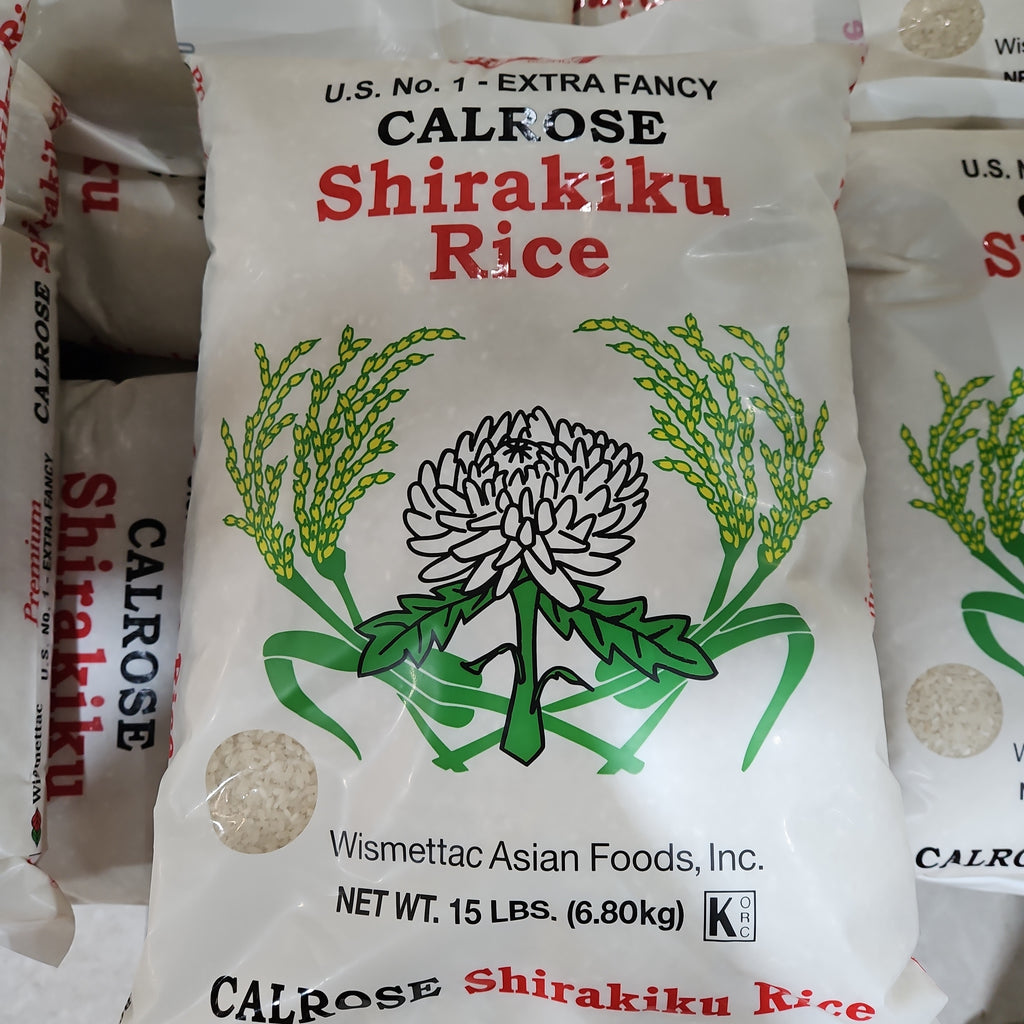 U.S. No. 1 - EXTRA FANCY
CALROSE
Shirakiku
Rice
Wismettac Asian Foods, Inc.
NET WT. 15 LBS. (6.80kg)
K ORC
CALROSE Shirakiku Rice
Premium
U.S. No. 1 - EXTRA FANCY
CALROSE
Wismettac
Shirakiku
CALROSE
U.S.